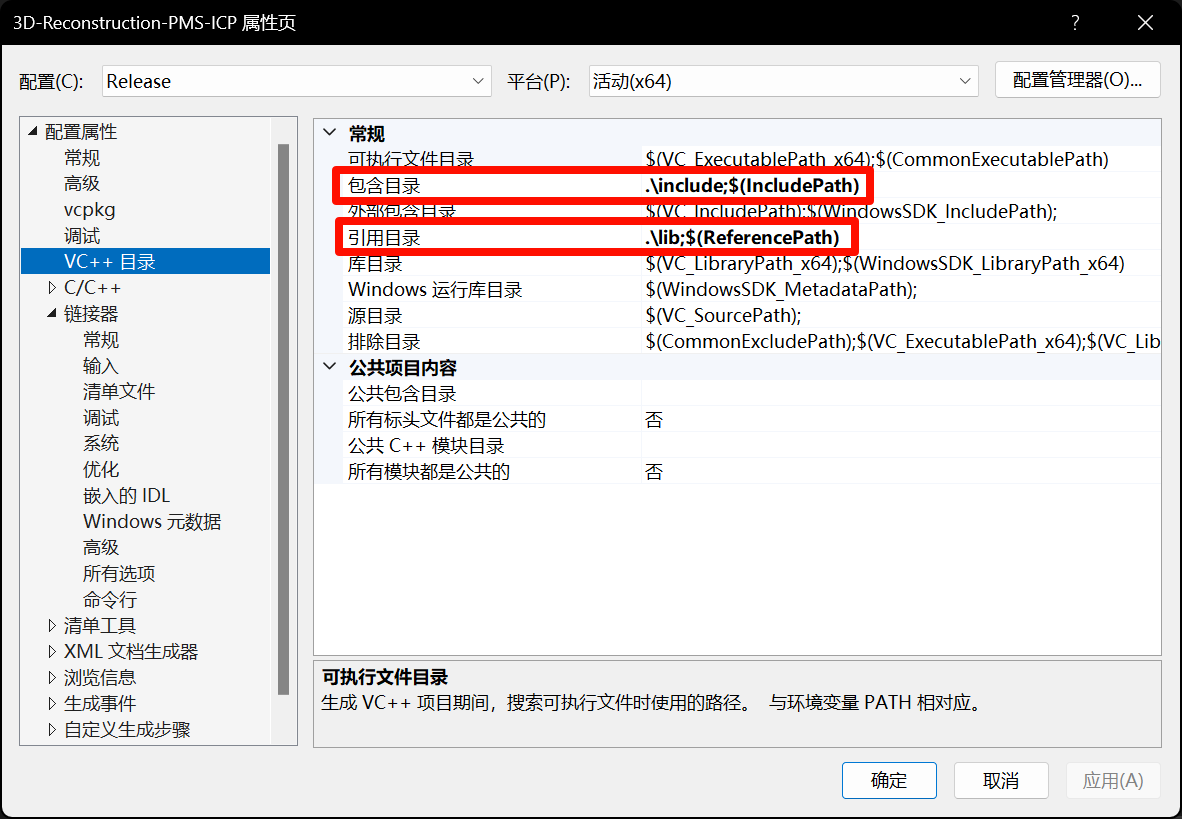 3D-Reconstruction-PMS-ICP 属性页 ?
配置(C): Release 平台(P): 活动(x64) 配置管理器(O)...
配置属性
常规
高级
vcpkg
调试
VC++ 目录
C/C++
链接器
常规
输入
清单文件
调试
系统
优化
嵌入的 IDL
Windows 元数据
高级
所有选项
命令行
清单工具
XML 文档生成器
浏览信息
生成事件
自定义生成步骤
常规
可执行文件目录 $(VC_ExecutablePath_x64);$(CommonExecutablePath)
包含目录 .\include;$(IncludePath)
外部包含目录 $(VC_IncludePath);$(WindowsSDK_IncludePath);
引用目录 .\lib;$(ReferencePath)
库目录 $(VC_LibraryPath_x64);$(WindowsSDK_LibraryPath_x64)
Windows 运行库目录 $(WindowsSDK_MetadataPath);
源目录 $(VC_SourcePath);
排除目录 $(CommonExcludePath);$(VC_ExecutablePath_x64);$(VC_Lib
公共项目内容
公共包含目录
所有标头文件都是公共的 否
公共 C++ 模块目录
所有模块都是公共的 否
可执行文件目录
生成 VC++ 项目期间，搜索可执行文件时使用的路径。 与环境变量 PATH 相对应。
确定 取消 应用(A)